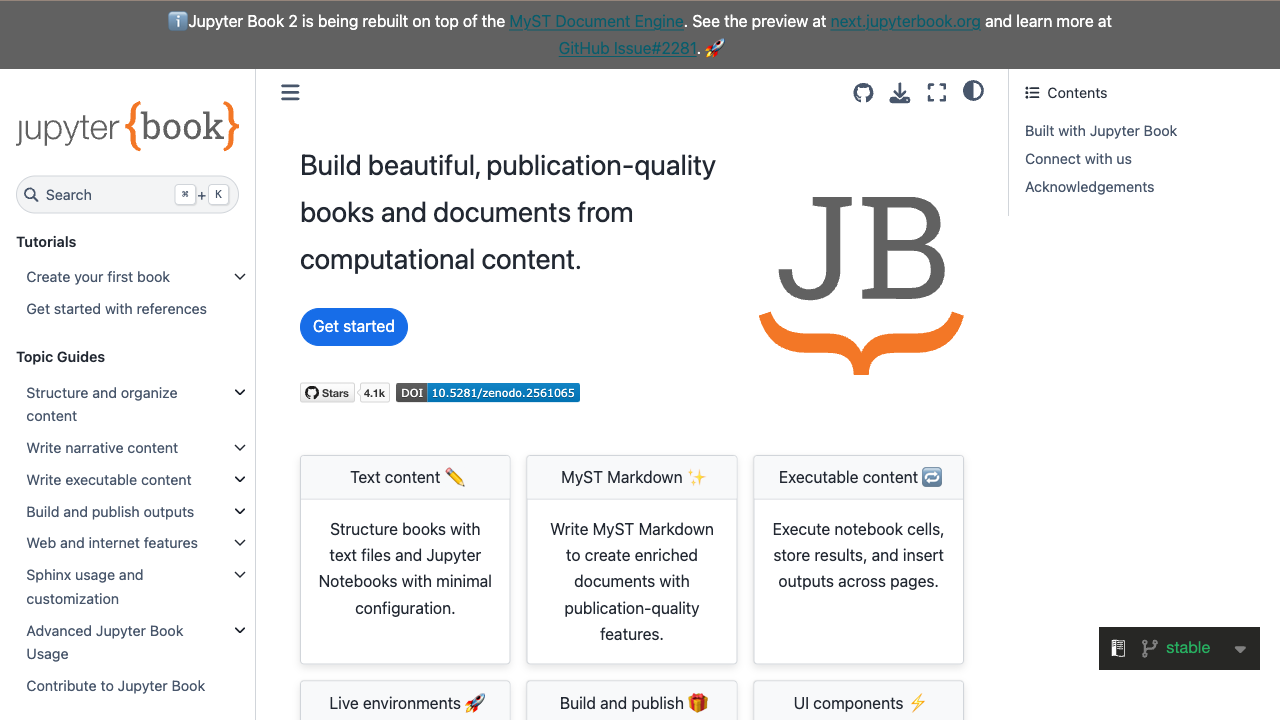 Jupyter Book 2 is being rebuilt on top of the MyST Document Engine. See the preview at next.jupyterbook.org and learn more at
GitHub Issue#2281. 🚀
jupyter {book}
Search
⌘ + K
Tutorials
Create your first book
Get started with references
Topic Guides
Structure and organize
content
Write narrative content
Write executable content
Build and publish outputs
Web and internet features
Sphinx usage and
customization
Advanced Jupyter Book
Usage
Contribute to Jupyter Book
Build beautiful, publication-quality
books and documents from
computational content.
Get started
Stars 4.1k DOI 10.5281/zenodo.2561065
JB
Text content ✏️
Structure books with
text files and Jupyter
Notebooks with minimal
configuration.
MyST Markdown ✨
Write MyST Markdown
to create enriched
documents with
publication-quality
features.
Executable content 🔁
Execute notebook cells,
store results, and insert
outputs across pages.
Live environments 🚀
Build and publish 🎁
UI components ⚡
Contents
Built with Jupyter Book
Connect with us
Acknowledgements
stable